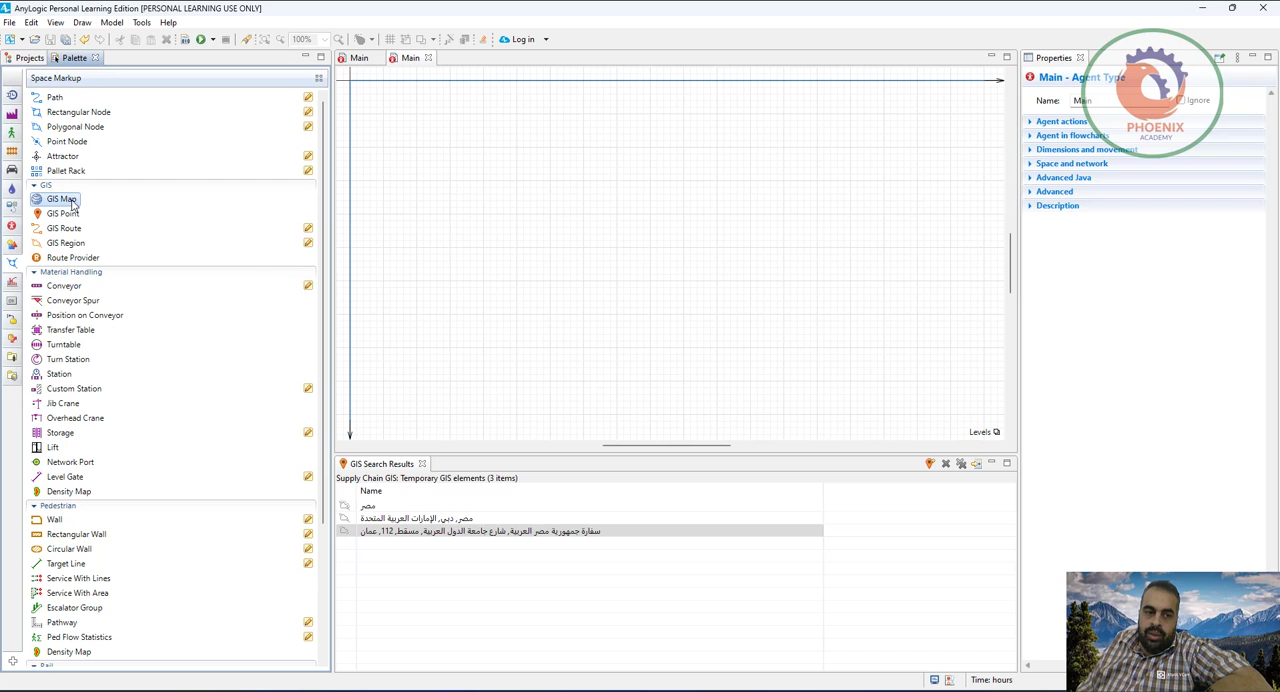 AnyLogic Personal Learning Edition [PERSONAL LEARNING USE ONLY]
File Edit View Draw Model Tools Help
100% Log in
Projects Palette
Main Main
Properties
Space Markup
Main - Agent Type
Name: Main Ignore
PHOENIX
ACADEMY
Path
Rectangular Node
Polygonal Node
Point Node
Attractor
Pallet Rack
GIS
GIS Map
GIS Point
GIS Route
GIS Region
Route Provider
Material Handling
Conveyor
Conveyor Spur
Position on Conveyor
Transfer Table
Turntable
Turn Station
Station
Custom Station
Jib Crane
Overhead Crane
Storage
Lift
Network Port
Level Gate
Density Map
Pedestrian
Wall
Rectangular Wall
Circular Wall
Target Line
Service With Lines
Service With Area
Escalator Group
Pathway
Ped Flow Statistics
Density Map
Rail
Agent actions
Agent in flowcharts
Dimensions and movement
Space and network
Advanced Java
Advanced
Description
Levels
GIS Search Results
Supply Chain GIS: Temporary GIS elements (3 items)
Name
مصر
مصر, دبي, الإمارات العربية المتحدة
سفارة جمهورية مصر العربية, شارع جامعة الدول العربية, مسقط, 112, عمان
Time: hours